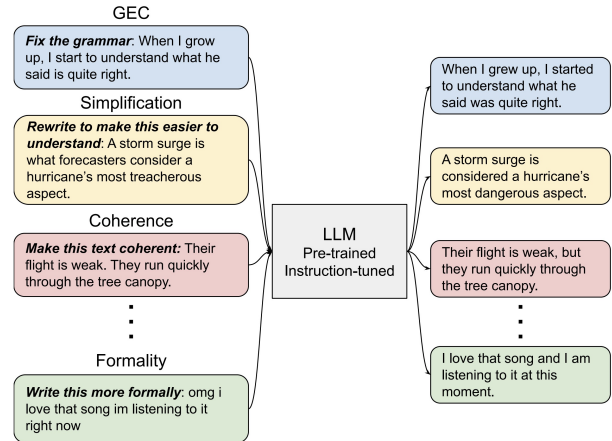 GEC
Fix the grammar: When I grow
up, I start to understand what he
said is quite right.
Simplification
Rewrite to make this easier to
understand: A storm surge is
what forecasters consider a
hurricane's most treacherous
aspect.
Coherence
Make this text coherent: Their
flight is weak. They run quickly
through the tree canopy.
Formality
Write this more formally: omg i
love that song im listening to it
right now
LLM
Pre-trained
Instruction-tuned
When I grew up, I started
to understand what he
said was quite right.
A storm surge is
considered a hurricane's
most dangerous aspect.
Their flight is weak, but
they run quickly through
the tree canopy.
I love that song and I am
listening to it at this
moment.